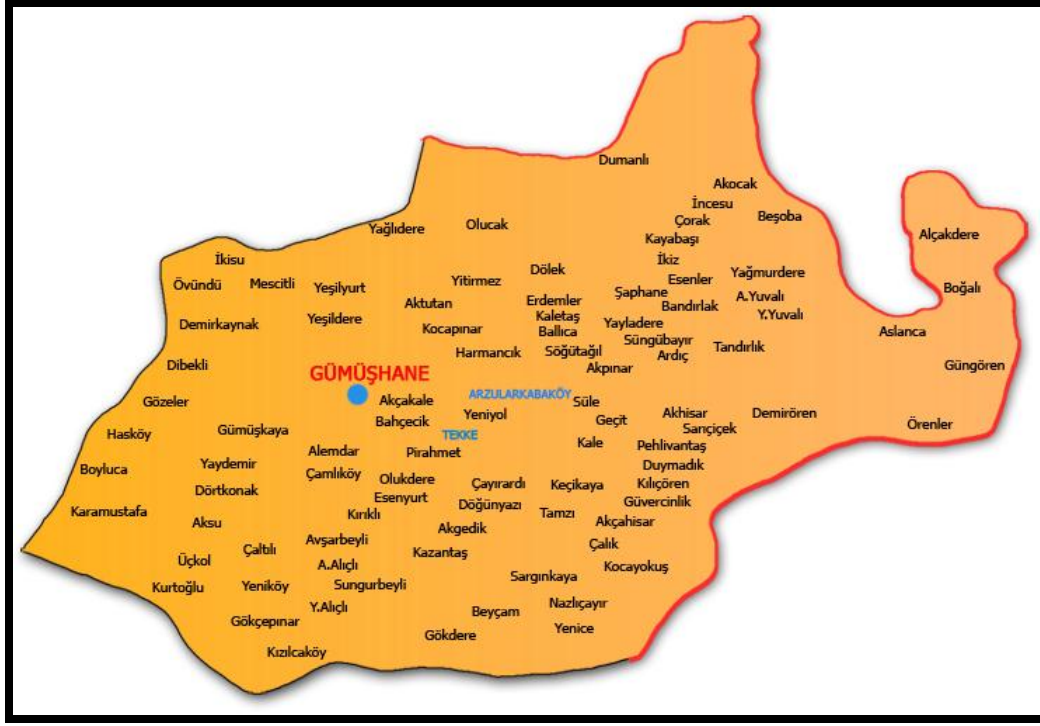 Dumanlı
Akocak
İncesu
Beşoba
Çorak
Olucak
Yağlıdere
Alçakdere
Kayabaşı
İkisu
İkiz
Dölek
Yağmurdere
Esenler
Yitirmez
Mescitli
Övündü
Yeşilyurt
Boğalı
Şaphane
A.Yuvalı
Erdemler
Aktutan
Bandırlak
Kaletaş
Y.Yuvalı
Yeşildere
Demirkaynak
Yayladere
Kocapınar
Ballıca
Aslanca
Süngübayır
Tandırlık
Harmancık
Söğütağıl
Ardıç
Dibekli
Güngören
Akpınar
GÜMÜŞHANE
ARZULARKABAKÖY
Akçakale
Gözeler
Süle
Yeniyol
Akhisar
Demirören
Bahçecik
Geçit
Örenler
Sarıçiçek
Gümüşkaya
Hasköy
TEKKE
Kale
Pehlivantaş
Alemdar
Pirahmet
Yaydemir
Duymadık
Boyluca
Çamlıköy
Olukdere
Çayırardı
Keçikaya
Kılıçören
Dörtkonak
Esenyurt
Güvercinlik
Döğünyazı
Karamustafa
Kırıklı
Tamzı
Aksu
Akçahisar
Akgedik
Avşarbeyli
Çalık
Çaltılı
Kazantaş
Üçkol
A.Alıçlı
Kocayokuş
Sargınkaya
Kurtoğlu
Yeniköy
Sungurbeyli
Nazlıçayır
Y.Alıçlı
Beyçam
Gökçepınar
Yenice
Gökdere
Kızılcaköy